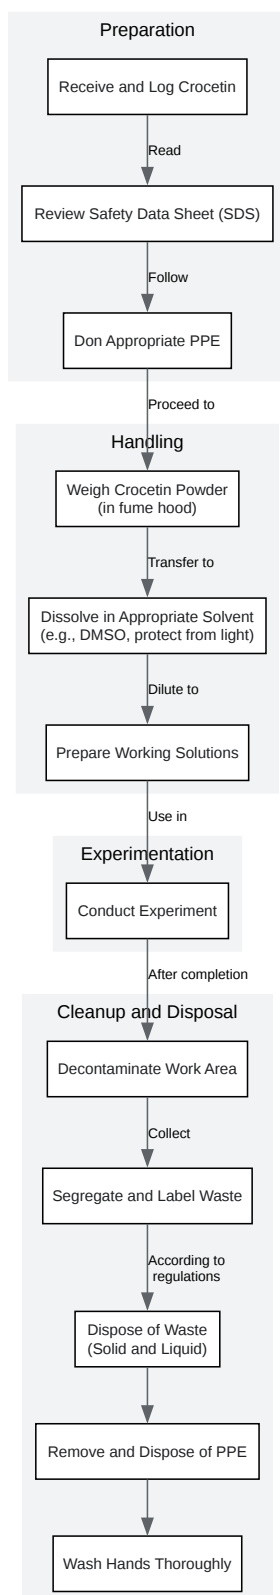 Preparation
Receive and Log Crocetin
Read
Review Safety Data Sheet (SDS)
Follow
Don Appropriate PPE
Proceed to
Handling
Weigh Crocetin Powder
(in fume hood)
Transfer to
Dissolve in Appropriate Solvent
(e.g., DMSO, protect from light)
Dilute to
Prepare Working Solutions
Use in
Experimentation
Conduct Experiment
After completion
Cleanup and Disposal
Decontaminate Work Area
Collect
Segregate and Label Waste
According to
regulations
Dispose of Waste
(Solid and Liquid)
Remove and Dispose of PPE
Wash Hands Thoroughly